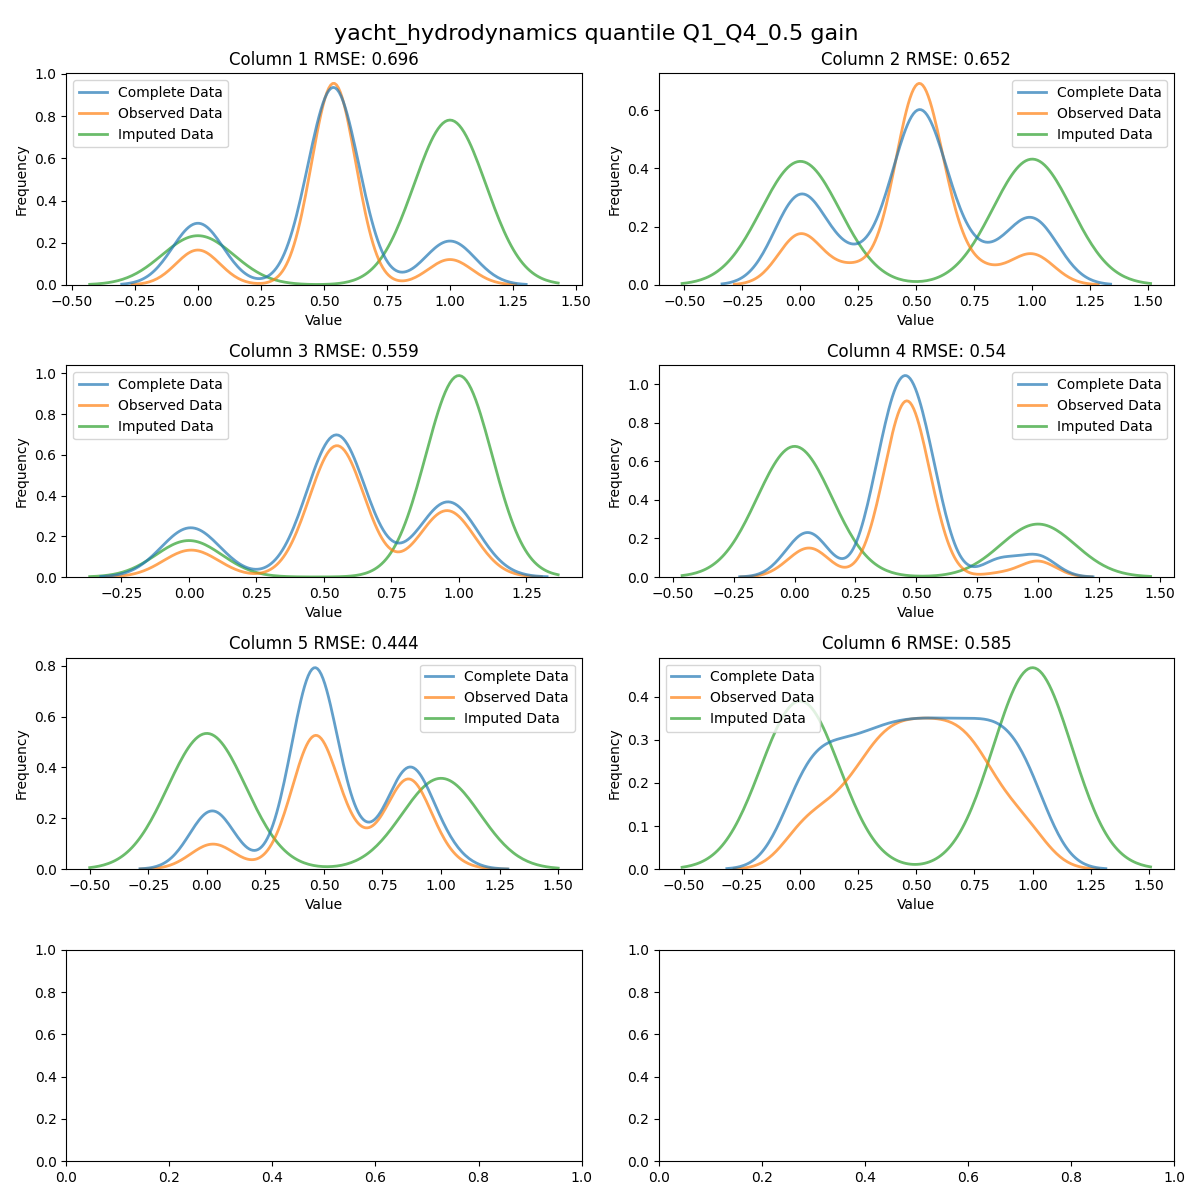 yacht_hydrodynamics quantile Q1_Q4_0.5 gain
Column 1 RMSE: 0.696
Complete Data
Observed Data
Imputed Data
Frequency
1.0
0.8
0.6
0.4
0.2
0.0
−0.50 −0.25 0.00 0.25 0.50 0.75 1.00 1.25 1.50
Value
Column 2 RMSE: 0.652
Complete Data
Observed Data
Imputed Data
Frequency
0.6
0.4
0.2
0.0
−0.50 −0.25 0.00 0.25 0.50 0.75 1.00 1.25 1.50
Value
Column 3 RMSE: 0.559
Complete Data
Observed Data
Imputed Data
Frequency
1.0
0.8
0.6
0.4
0.2
0.0
−0.25 0.00 0.25 0.50 0.75 1.00 1.25
Value
Column 4 RMSE: 0.54
Complete Data
Observed Data
Imputed Data
Frequency
1.0
0.8
0.6
0.4
0.2
0.0
−0.50 −0.25 0.00 0.25 0.50 0.75 1.00 1.25 1.50
Value
Column 5 RMSE: 0.444
Complete Data
Observed Data
Imputed Data
Frequency
0.8
0.6
0.4
0.2
0.0
−0.50 −0.25 0.00 0.25 0.50 0.75 1.00 1.25 1.50
Value
Column 6 RMSE: 0.585
Complete Data
Observed Data
Imputed Data
Frequency
0.4
0.3
0.2
0.1
0.0
−0.50 −0.25 0.00 0.25 0.50 0.75 1.00 1.25 1.50
Value
1.0
0.8
0.6
0.4
0.2
0.0
0.0 0.2 0.4 0.6 0.8 1.0
1.0
0.8
0.6
0.4
0.2
0.0
0.0 0.2 0.4 0.6 0.8 1.0